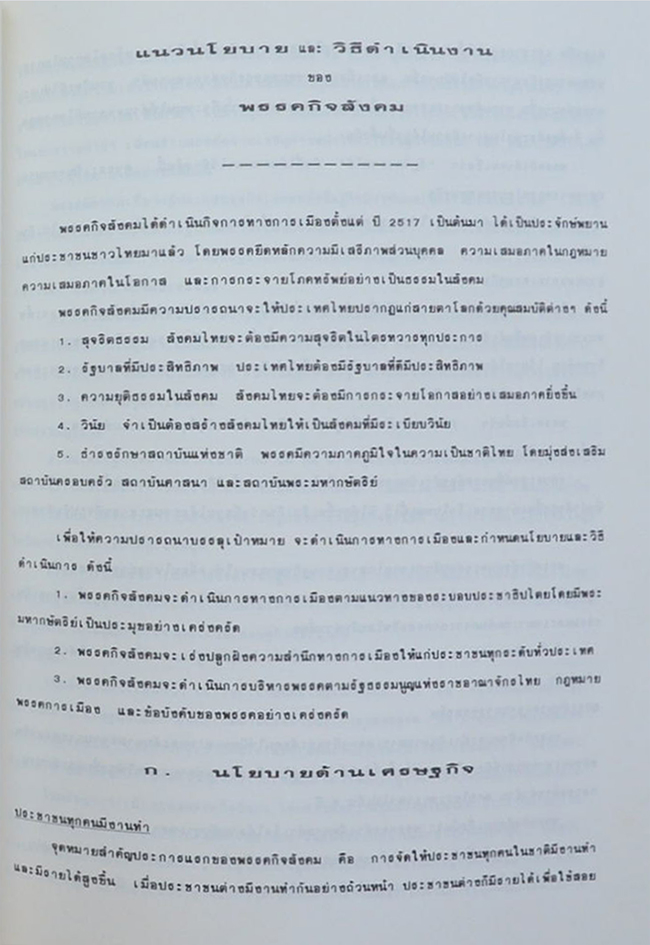 แนวนโยบาย และ วิธีดำเนินงาน
ของ
พรรคกิจสังคม
------------
พรรคกิจสังคมได้ดำเนินกิจการทางการเมืองตั้งแต่ ปี 2517 เป็นต้นมา ได้เป็นประจักษ์พยาน
แก่ประชาชนชาวไทยมาแล้ว โดยพรรคยึดหลักความมีเสรีภาพส่วนบุคคล ความเสมอภาคในกฎหมาย
ความเสมอภาคในโอกาส และการกระจายโภคทรัพย์อย่างเป็นธรรมในสังคม
พรรคกิจสังคมมีความปรารถนาจะให้ประเทศไทยปรากฏแก่สายตาโลกด้วยคุณสมบัติต่างๆ ดังนี้
1. สุจริตธรรม สังคมไทยจะต้องมีความสุจริตในไตรทวารทุกประการ
2. รัฐบาลที่มีประสิทธิภาพ ประเทศไทยต้องมีรัฐบาลที่ดีมีประสิทธิภาพ
3. ความยุติธรรมในสังคม สังคมไทยจะต้องมีการกระจายโอกาสอย่างเสมอภาคยิ่งขึ้น
4. วินัย จำเป็นต้องสร้างสังคมไทยให้เป็นสังคมที่มีระเบียบวินัย
5. ธำรงรักษาสถาบันแห่งชาติ พรรคมีความภาคภูมิใจในความเป็นชาติไทย โดยมุ่งส่งเสริม
สถาบันครอบครัว สถาบันศาสนา และสถาบันพระมหากษัตริย์
เพื่อให้ความปรารถนาบรรลุเป้าหมาย จะดำเนินการทางการเมืองและกำหนดนโยบายและวิธี
ดำเนินการ ดังนี้
1. พรรคกิจสังคมจะดำเนินการทางการเมืองตามแนวทางของระบอบประชาธิปไตยโดยมีพระ
มหากษัตริย์เป็นประมุขอย่างเคร่งครัด
2. พรรคกิจสังคมจะเร่งปลูกฝังความสำนึกทางการเมืองให้แก่ประชาชนทุกระดับทั่วประเทศ
3. พรรคกิจสังคมจะดำเนินการบริหารพรรคตามรัฐธรรมนูญแห่งราชอาณาจักรไทย กฎหมาย
พรรคการเมือง และข้อบังคับของพรรคอย่างเคร่งครัด
ก. นโยบายด้านเศรษฐกิจ
ประชาชนทุกคนมีงานทำ
จุดหมายสำคัญประการแรกของพรรคกิจสังคม คือ การจัดให้ประชาชนทุกคนในชาติมีงานทำ
และมีรายได้สูงขึ้น เมื่อประชาชนต่างมีงานทำกันอย่างถ้วนหน้า ประชาชนต่างก็มีรายได้เพื่อใช้สอย